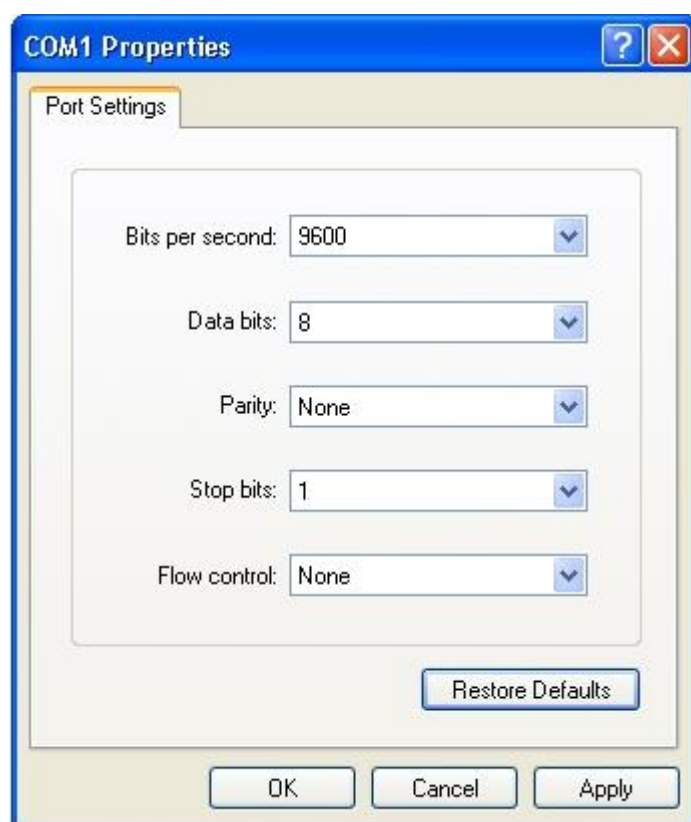 COM1 Properties
Port Settings
Bits per second: 9600
Data bits: 8
Parity: None
Stop bits: 1
Flow control: None
Restore Defaults
OK Cancel Apply